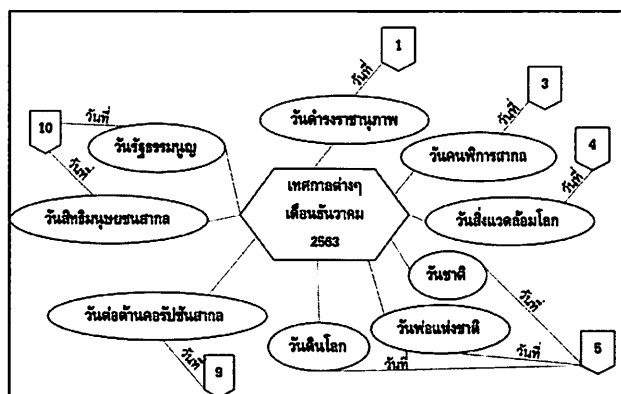 1
วันที่
3
วันดำรงราชานุภาพ
วันที่
10
วันที่
วันรัฐธรรมนูญ
วันคนพิการสากล
4
วันที่
วันที่
เทศกาลต่างๆ
เดือนธันวาคม
2563
วันสิทธิมนุษยชนสากล
วันสิ่งแวดล้อมโลก
วันชาติ
วันที่
วันต่อต้านคอรัปชันสากล
วันพ่อแห่งชาติ
วันดินโลก
วันที่
5
วันที่
วันที่
9